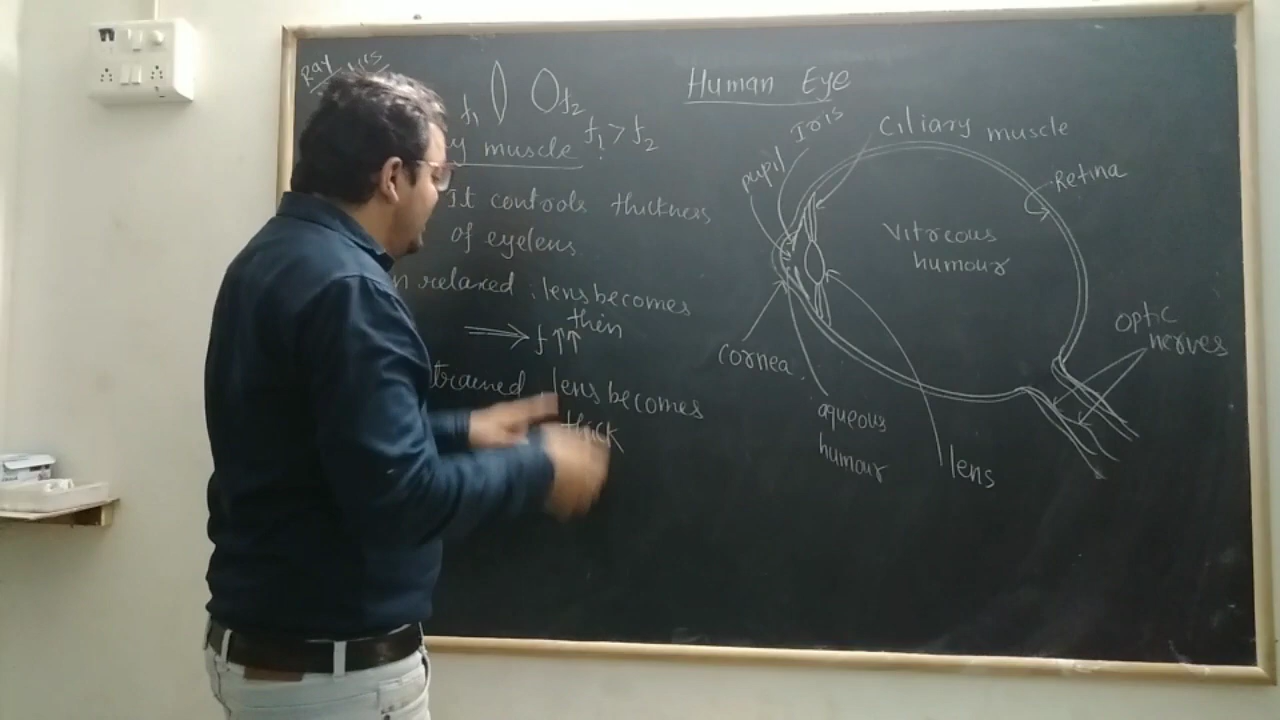 Ray
f₁ f₂
f₁ > f₂
y muscle
It controls thickness
of eyelens
n relaxed : lens becomes
thin
⇒ f↑↑
trained lens becomes
thick
Human Eye
Iris
pupil
Ciliary muscle
Retina
Vitreous
humour
optic
nerves
cornea
aqueous
humour
lens